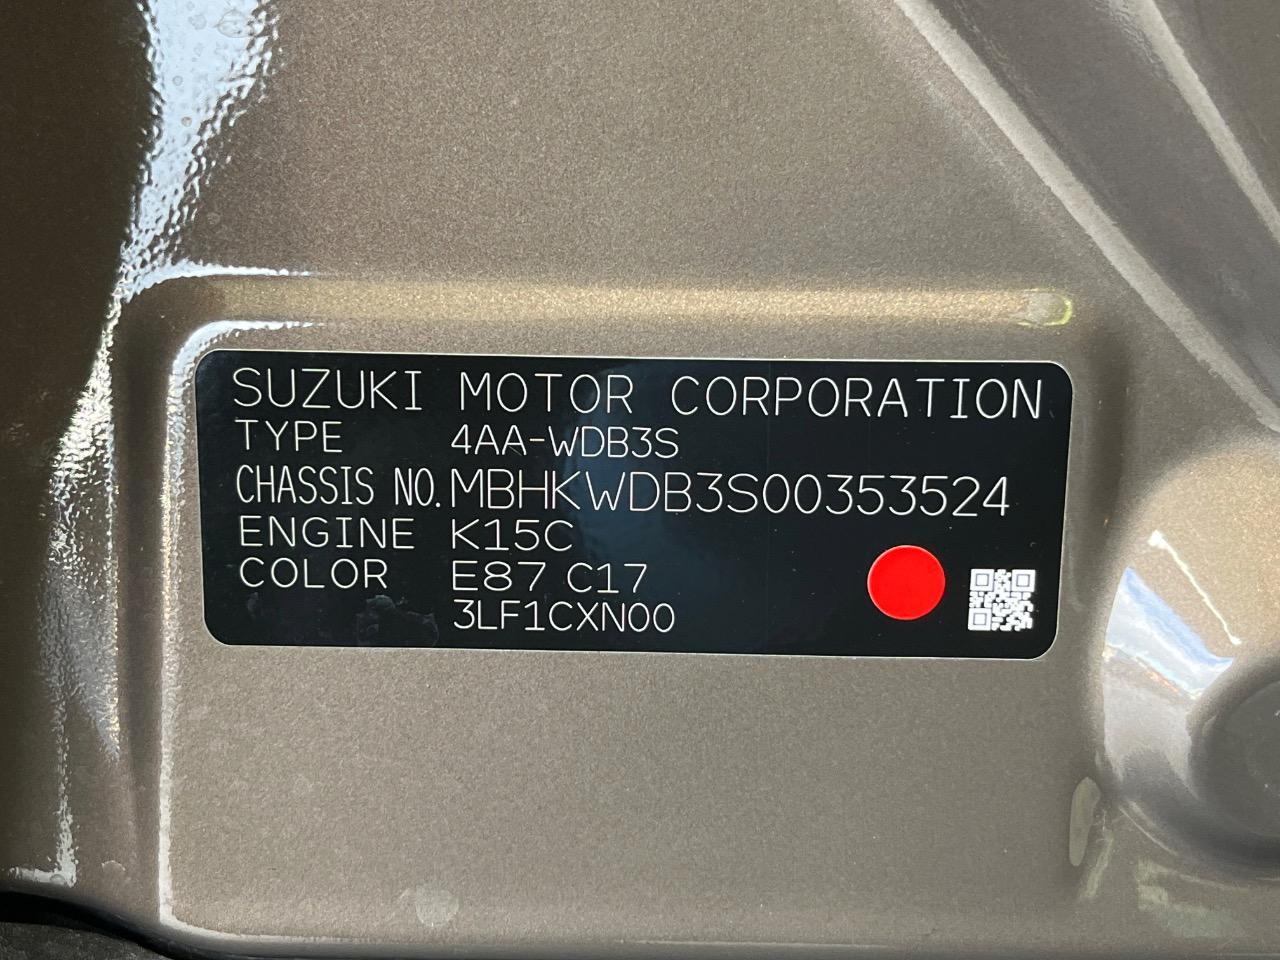 SUZUKI MOTOR CORPORATION
TYPE 4AA-WDB3S
CHASSIS NO. MBHKWDB3S00353524
ENGINE K15C
COLOR E87 C17
3LF1CXN00